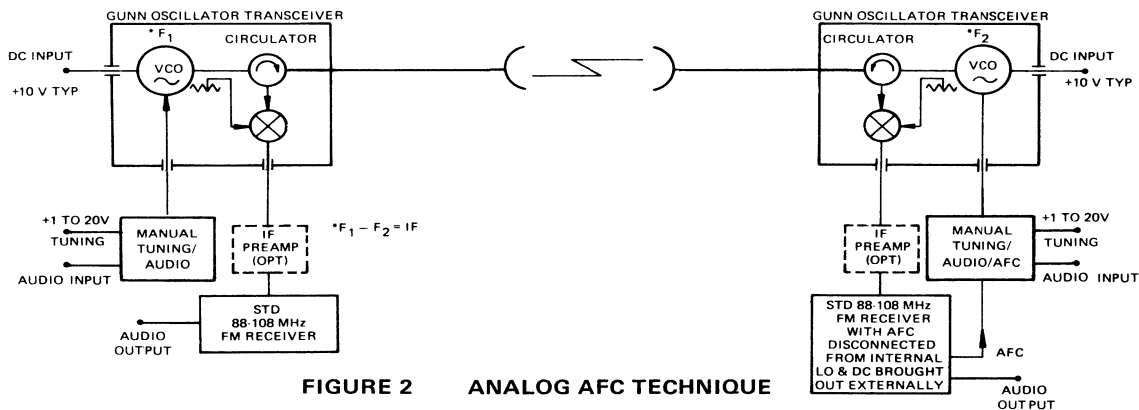 GUNN OSCILLATOR TRANSCEIVER
*F1
CIRCULATOR
DC INPUT
VCO
+10 V TYP
+1 TO 20V
TUNING
AUDIO INPUT
MANUAL
TUNING/
AUDIO
IF
PREAMP
(OPT)
*F1 – F2 = IF
STD
88-108 MHz
FM RECEIVER
AUDIO
OUTPUT
GUNN OSCILLATOR TRANSCEIVER
*F2
CIRCULATOR
DC INPUT
VCO
+10 V TYP
+1 TO 20V
TUNING
AUDIO INPUT
MANUAL
TUNING/
AUDIO/AFC
IF
PREAMP
(OPT)
STD 88-108 MHz
FM RECEIVER
WITH AFC
DISCONNECTED
FROM INTERNAL
LO & DC BROUGHT
OUT EXTERNALLY
AFC
AUDIO
OUTPUT
FIGURE 2 ANALOG AFC TECHNIQUE